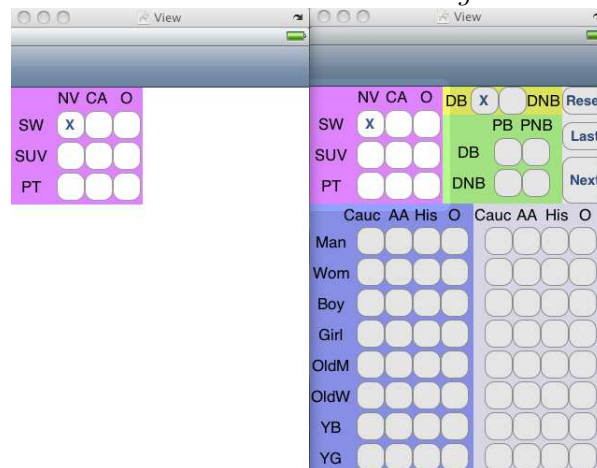 View
NV CA O
SW X
SUV
PT
View
NV CA O DB X DNB Rese
SW X PB PNB Last
SUV DB
PT DNB Next
Cauc AA His O Cauc AA His O
Man
Wom
Boy
Girl
OldM
OldW
YB
YG